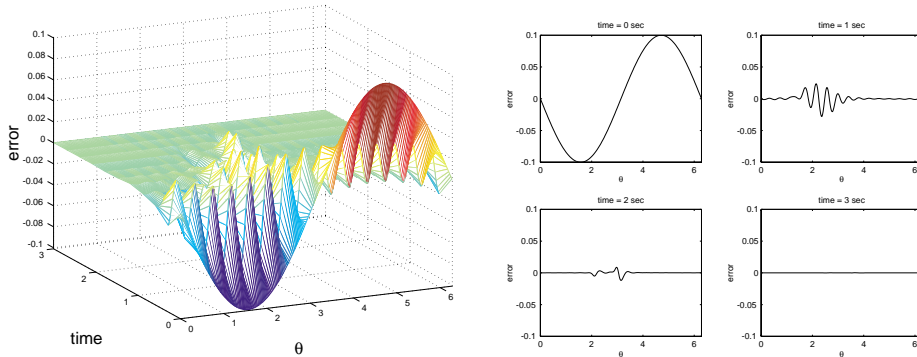 0.1
0.08
0.06
0.04
0.02
0
-0.02
-0.04
-0.06
-0.08
-0.1
error
3
2
1
0
time
0 1 2 3 4 5 6
θ
time = 0 sec
0.1
0.05
0
-0.05
-0.1
error
0 2 4 6
θ
time = 1 sec
0.1
0.05
0
-0.05
-0.1
error
0 2 4 6
θ
time = 2 sec
0.1
0.05
0
-0.05
-0.1
error
0 2 4 6
θ
time = 3 sec
0.1
0.05
0
-0.05
-0.1
error
0 2 4 6
θ